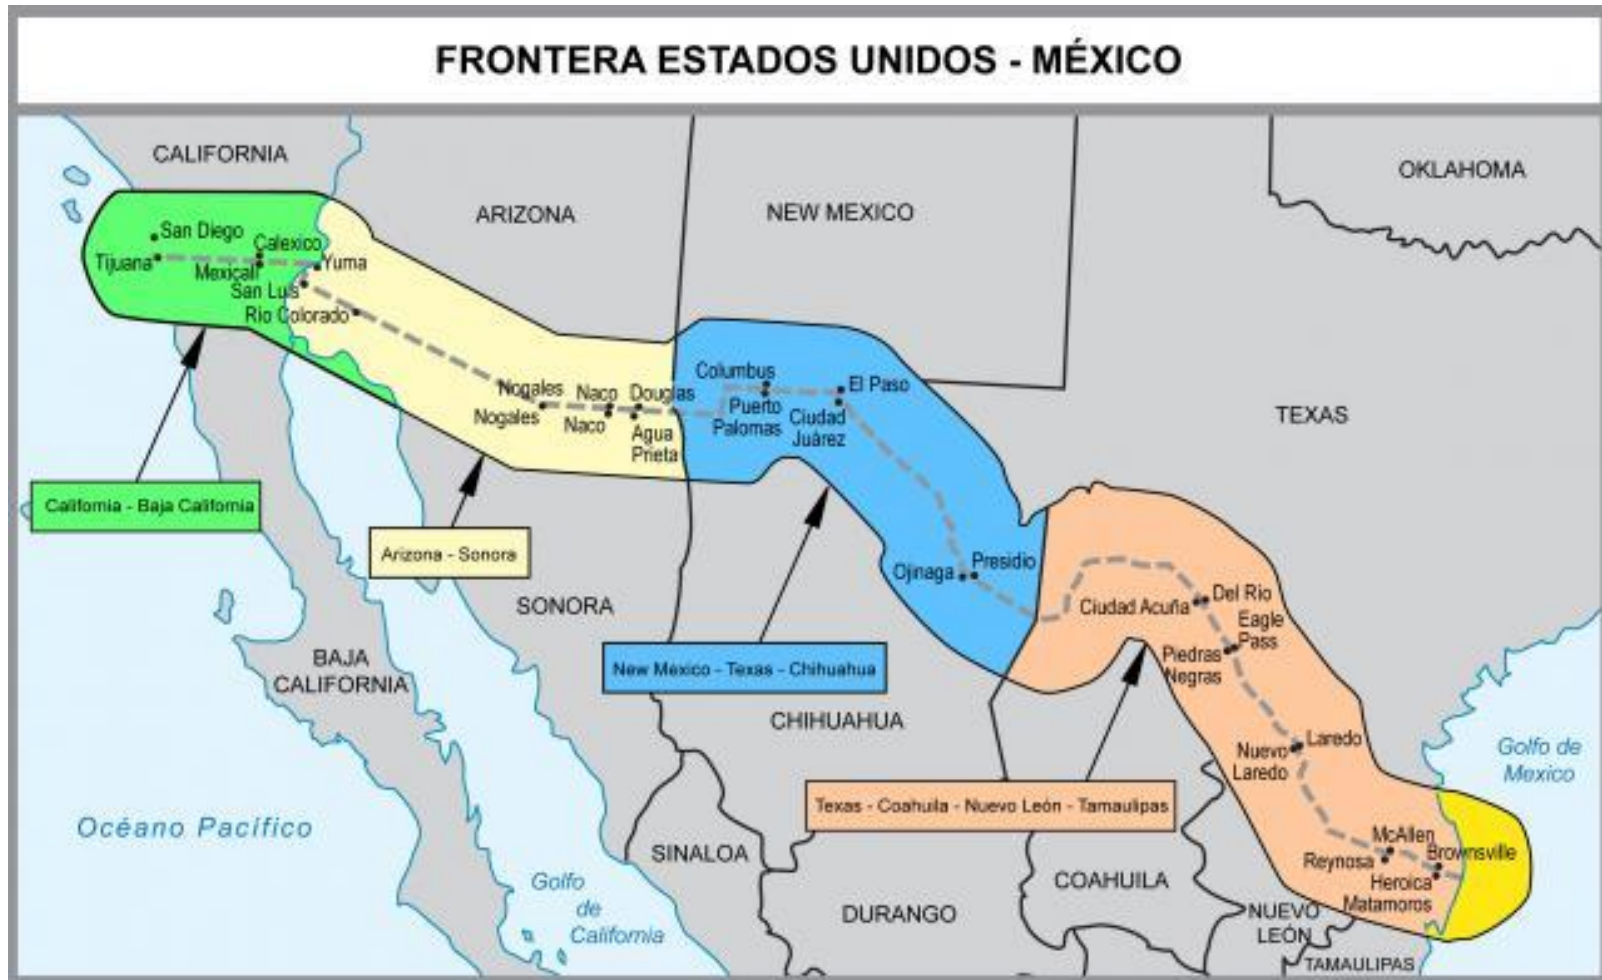 FRONTERA ESTADOS UNIDOS - MÉXICO
CALIFORNIA
ARIZONA
NEW MEXICO
OKLAHOMA
TEXAS
San Diego
Tijuana
Calexico
Mexicali
Yuma
San Luis
Rio Colorado
Nogales
Nogales
Naco
Naco
Douglas
Agua
Prieta
Columbus
Puerto
Palomas
El Paso
Ciudad
Juárez
Ojinaga
Presidio
Ciudad Acuña
Del Rio
Eagle
Pass
Piedras
Negras
Nuevo
Laredo
Laredo
McAllen
Reynosa
Brownsville
Heroica
Matamoros
California - Baja California
Arizona - Sonora
New Mexico - Texas - Chihuahua
Texas - Coahuila - Nuevo León - Tamaulipas
SONORA
BAJA
CALIFORNIA
CHIHUAHUA
SINALOA
DURANGO
COAHUILA
NUEVO
LEÓN
TAMAULIPAS
Océano Pacífico
Golfo
de
California
Golfo de
Mexico